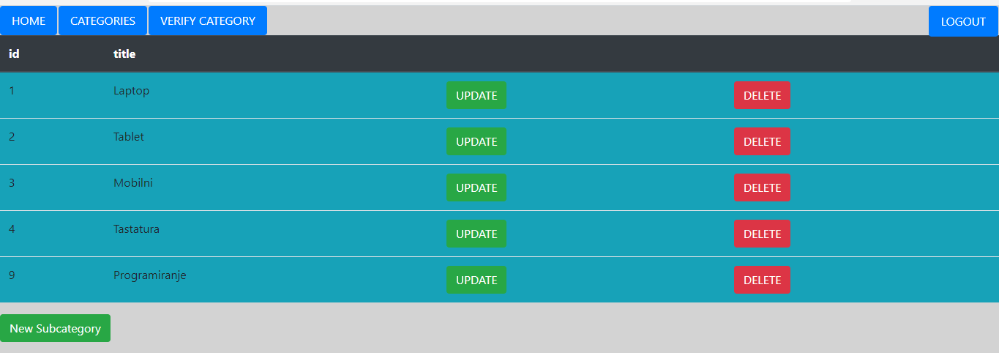 HOME CATEGORIES VERIFY CATEGORY LOGOUT
id title
1 Laptop UPDATE DELETE
2 Tablet UPDATE DELETE
3 Mobilni UPDATE DELETE
4 Tastatura UPDATE DELETE
9 Programiranje UPDATE DELETE
New Subcategory